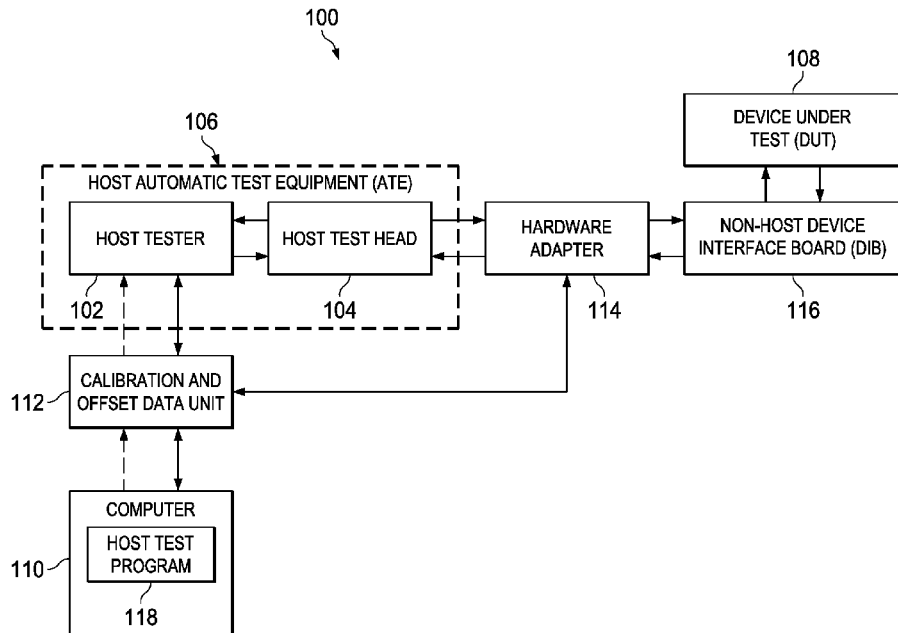 100
108
DEVICE UNDER
TEST (DUT)
106
HOST AUTOMATIC TEST EQUIPMENT (ATE)
HOST TESTER
HOST TEST HEAD
HARDWARE
ADAPTER
NON-HOST DEVICE
INTERFACE BOARD (DIB)
102
104
114
116
CALIBRATION AND
OFFSET DATA UNIT
112
COMPUTER
HOST TEST
PROGRAM
110
118